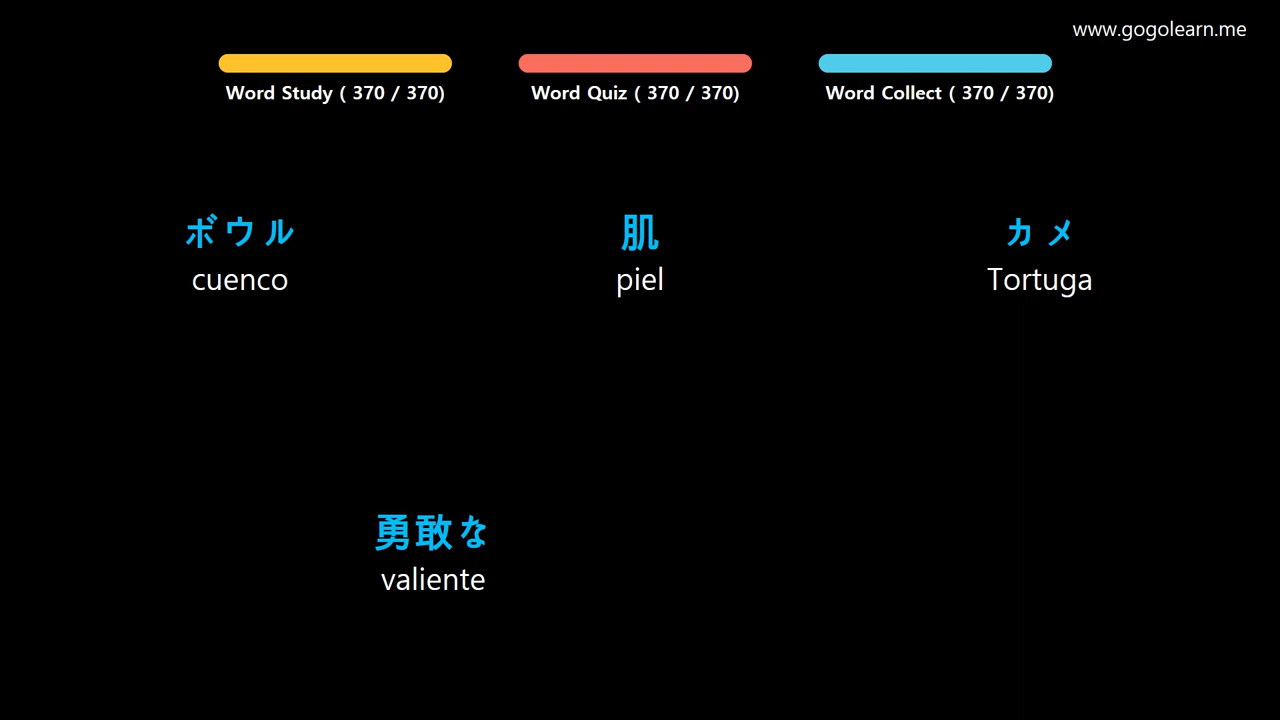 www.gogolearn.me
Word Study ( 370 / 370)
Word Quiz ( 370 / 370)
Word Collect ( 370 / 370)
ボウル
cuenco
肌
piel
カメ
Tortuga
勇敢な
valiente